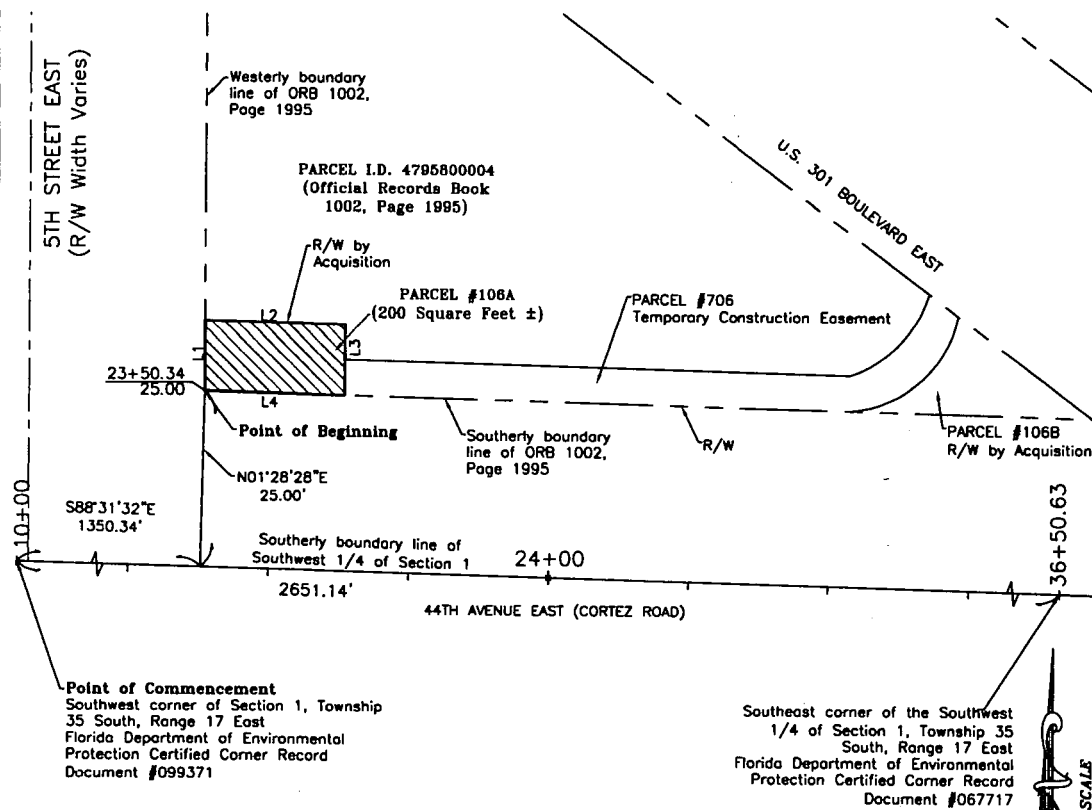 5TH STREET EAST
(R/W Width Varies)
Westerly boundary
line of ORB 1002,
Page 1995
PARCEL I.D. 4795800004
(Official Records Book
1002, Page 1995)
R/W by
Acquisition
U.S. 301 BOULEVARD EAST
PARCEL #106A
(200 Square Feet ±)
PARCEL #706
Temporary Construction Easement
L2
L1
L3
L4
23+50.34
25.00
Point of Beginning
Southerly boundary
line of ORB 1002,
Page 1995
R/W
PARCEL #106B
R/W by Acquisition
N01°28'28"E
25.00'
S88°31'32"E
1350.34'
10+00
Southerly boundary line of
Southwest 1/4 of Section 1
24+00
36+50.63
2651.14'
44TH AVENUE EAST (CORTEZ ROAD)
Point of Commencement
Southwest corner of Section 1, Township
35 South, Range 17 East
Florida Department of Environmental
Protection Certified Corner Record
Document #099371
Southeast corner of the Southwest
1/4 of Section 1, Township 35
South, Range 17 East
Florida Department of Environmental
Protection Certified Corner Record
Document #067717
SCALE